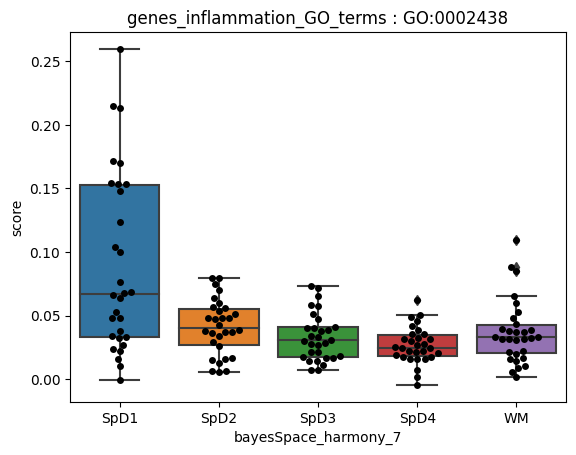 genes_inflammation_GO_terms : GO:0002438
score
0.25
0.20
0.15
0.10
0.05
0.00
SpD1 SpD2 SpD3 SpD4 WM
bayesSpace_harmony_7